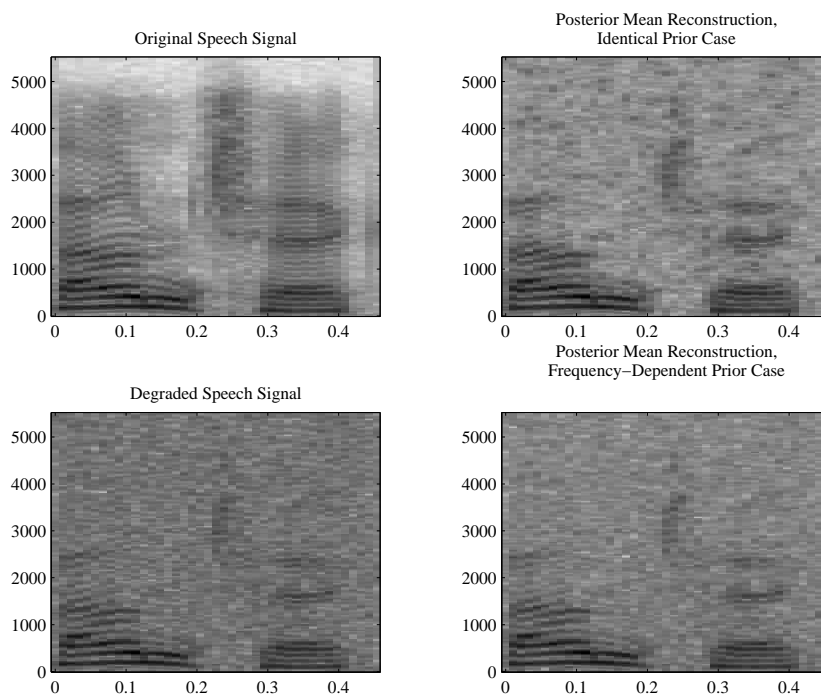 Original Speech Signal
5000
4000
3000
2000
1000
0
0 0.1 0.2 0.3 0.4
Posterior Mean Reconstruction,
Identical Prior Case
5000
4000
3000
2000
1000
0
0 0.1 0.2 0.3 0.4
Degraded Speech Signal
5000
4000
3000
2000
1000
0
0 0.1 0.2 0.3 0.4
Posterior Mean Reconstruction,
Frequency−Dependent Prior Case
5000
4000
3000
2000
1000
0
0 0.1 0.2 0.3 0.4